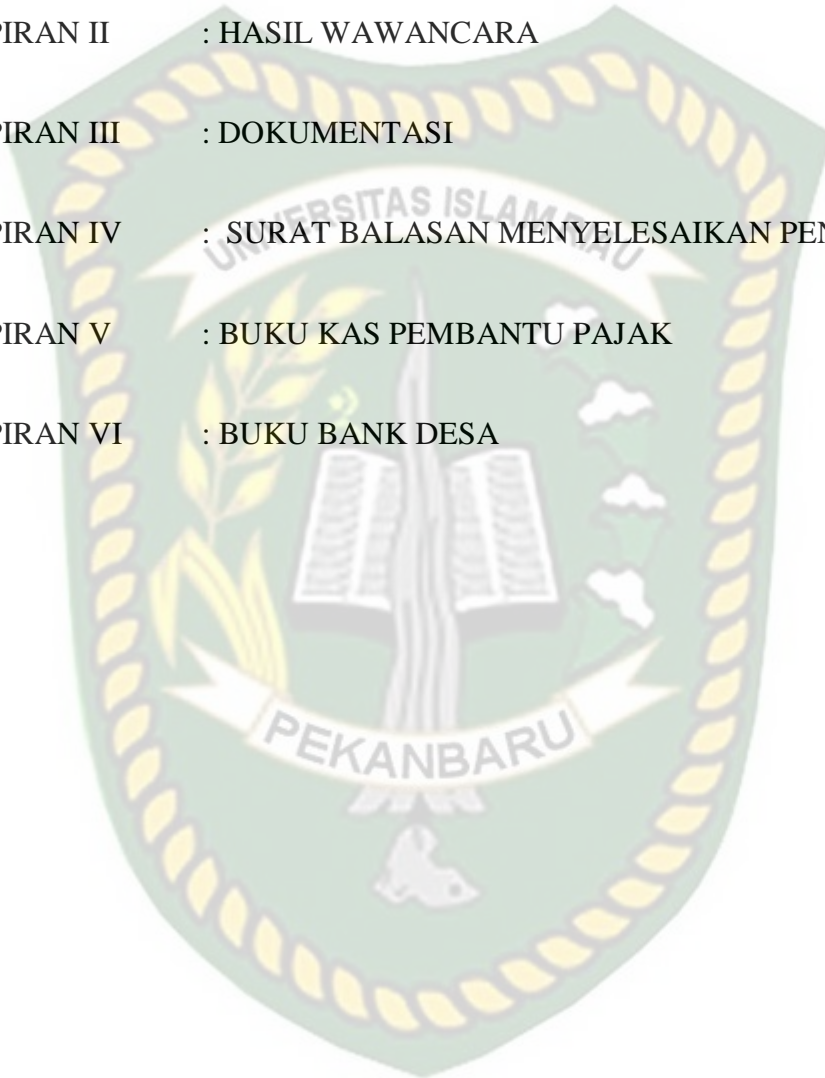 PIRAN II : HASIL WAWANCARA
PIRAN III : DOKUMENTASI
UNIVERSITAS ISLAM RIAU
PIRAN IV : SURAT BALASAN MENYELESAIKAN PEN
PIRAN V : BUKU KAS PEMBANTU PAJAK
PIRAN VI : BUKU BANK DESA
PEKANBARU